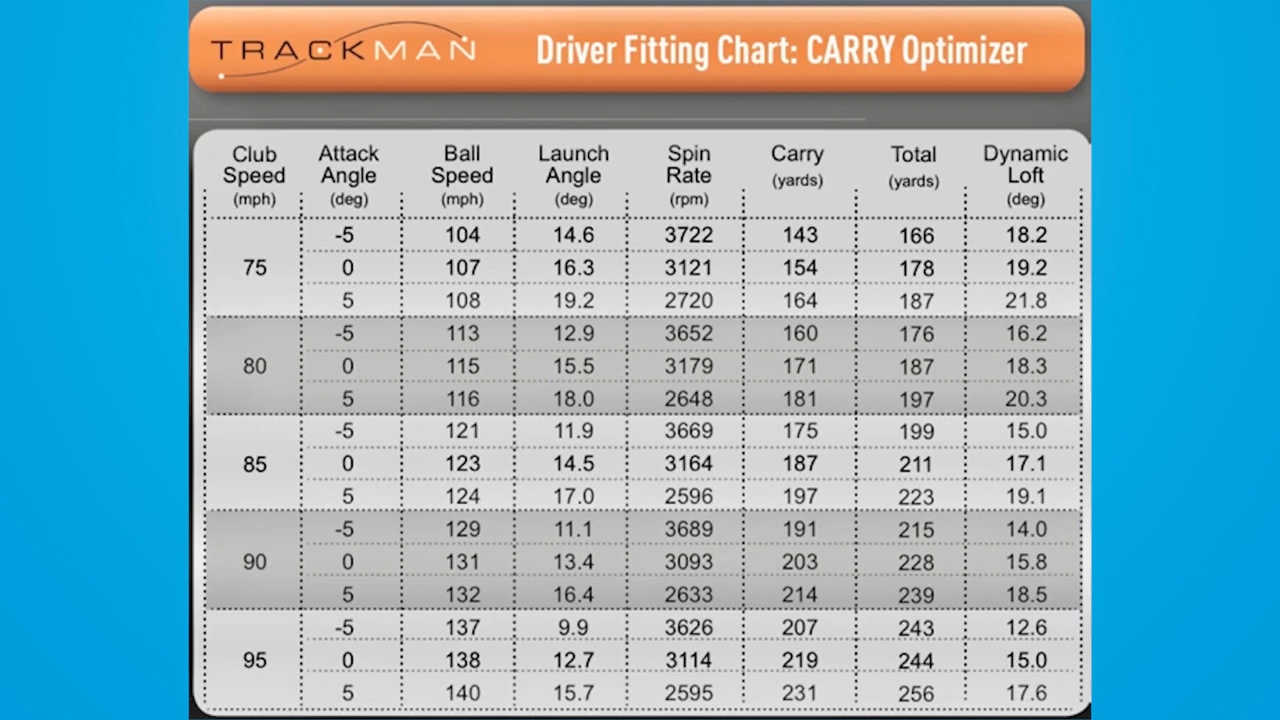 TRACKMAN Driver Fitting Chart: CARRY Optimizer
Club Speed (mph) Attack Angle (deg) Ball Speed (mph) Launch Angle (deg) Spin Rate (rpm) Carry (yards) Total (yards) Dynamic Loft (deg)
-5 104 14.6 3722 143 166 18.2
75 0 107 16.3 3121 154 178 19.2
5 108 19.2 2720 164 187 21.8
-5 113 12.9 3652 160 176 16.2
80 0 115 15.5 3179 171 187 18.3
5 116 18.0 2648 181 197 20.3
-5 121 11.9 3669 175 199 15.0
85 0 123 14.5 3164 187 211 17.1
5 124 17.0 2596 197 223 19.1
-5 129 11.1 3689 191 215 14.0
90 0 131 13.4 3093 203 228 15.8
5 132 16.4 2633 214 239 18.5
-5 137 9.9 3626 207 243 12.6
95 0 138 12.7 3114 219 244 15.0
5 140 15.7 2595 231 256 17.6